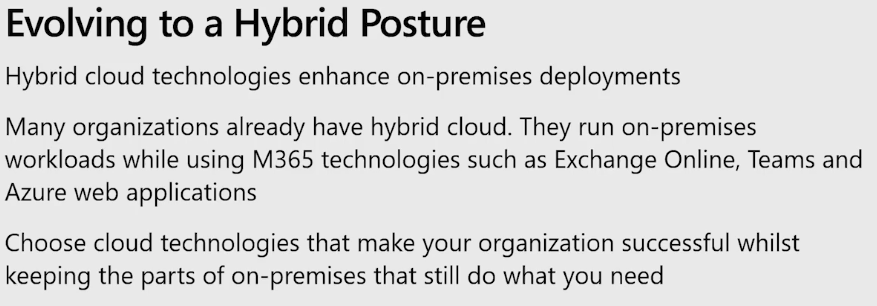 Evolving to a Hybrid Posture
Hybrid cloud technologies enhance on-premises deployments
Many organizations already have hybrid cloud. They run on-premises
workloads while using M365 technologies such as Exchange Online, Teams and
Azure web applications
Choose cloud technologies that make your organization successful whilst
keeping the parts of on-premises that still do what you need